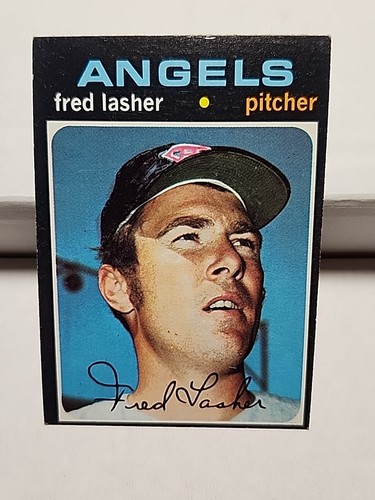 ANGELS
fred lasher • pitcher
Fred Lasher